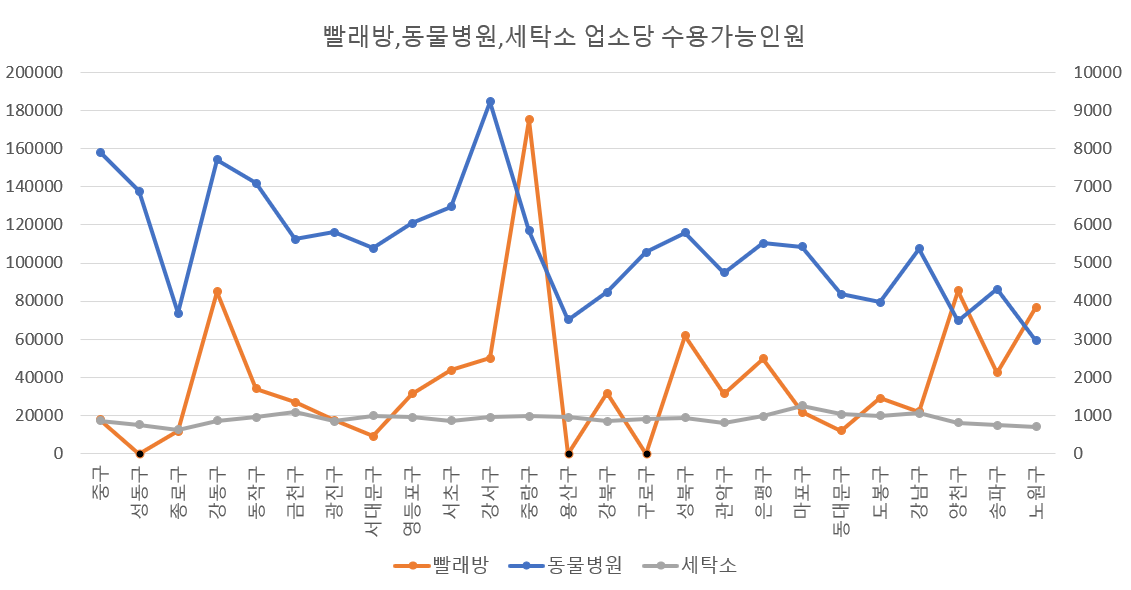 빨래방,동물병원,세탁소 업소당 수용가능인원
200000
180000
160000
140000
120000
100000
80000
60000
40000
20000
0
10000
9000
8000
7000
6000
5000
4000
3000
2000
1000
0
중구
성동구
종로구
강동구
동작구
금천구
광진구
서대문구
영등포구
서초구
강서구
중랑구
용산구
강북구
구로구
성북구
관악구
은평구
마포구
동대문구
도봉구
강남구
양천구
송파구
노원구
빨래방 동물병원 세탁소